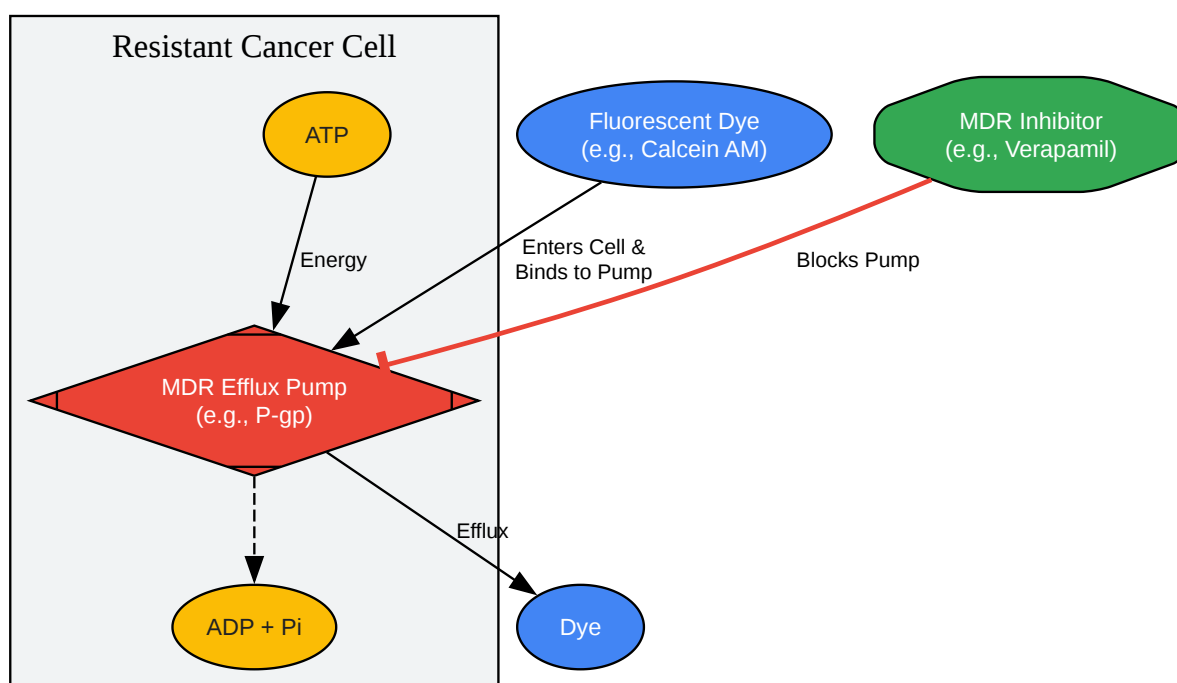 Resistant Cancer Cell
ATP
Fluorescent Dye
(e.g., Calcein AM)
MDR Inhibitor
(e.g., Verapamil)
Energy
Enters Cell &
Binds to Pump
Blocks Pump
MDR Efflux Pump
(e.g., P-gp)
Efflux
ADP + Pi
Dye